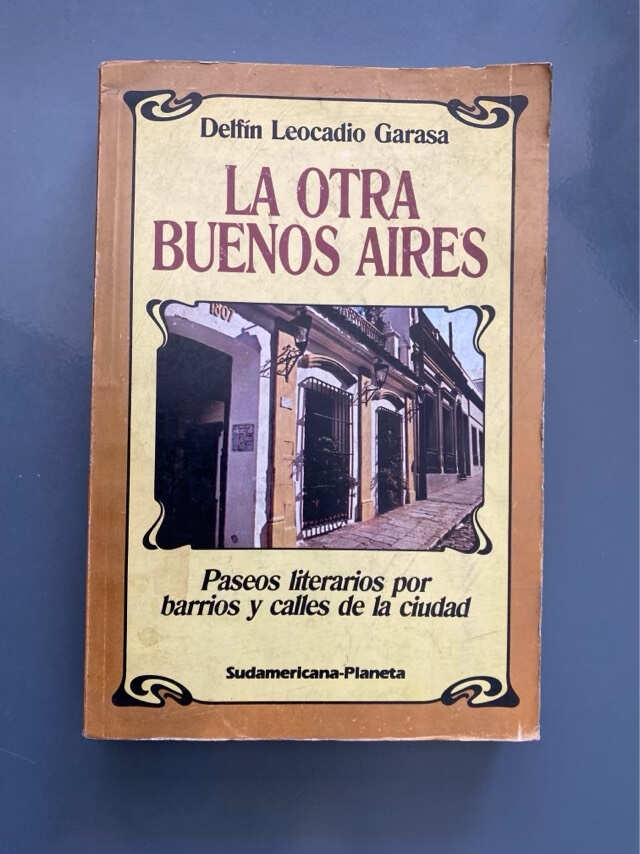 Delfín Leocadio Garasa
LA OTRA
BUENOS AIRES
1807
Paseos literarios por
barrios y calles de la ciudad
Sudamericana-Planeta